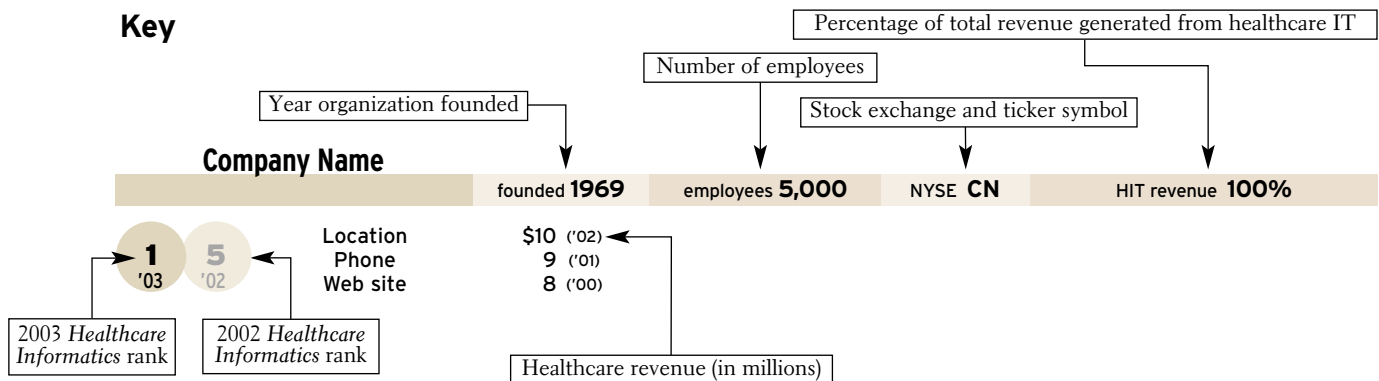 Key
Percentage of total revenue generated from healthcare IT
Number of employees
Year organization founded
Stock exchange and ticker symbol
Company Name
founded 1969 employees 5,000 NYSE CN HIT revenue 100%
1 '03
5 '02
Location $10 ('02)
Phone 9 ('01)
Web site 8 ('00)
2003 Healthcare
Informatics rank
2002 Healthcare
Informatics rank
Healthcare revenue (in millions)